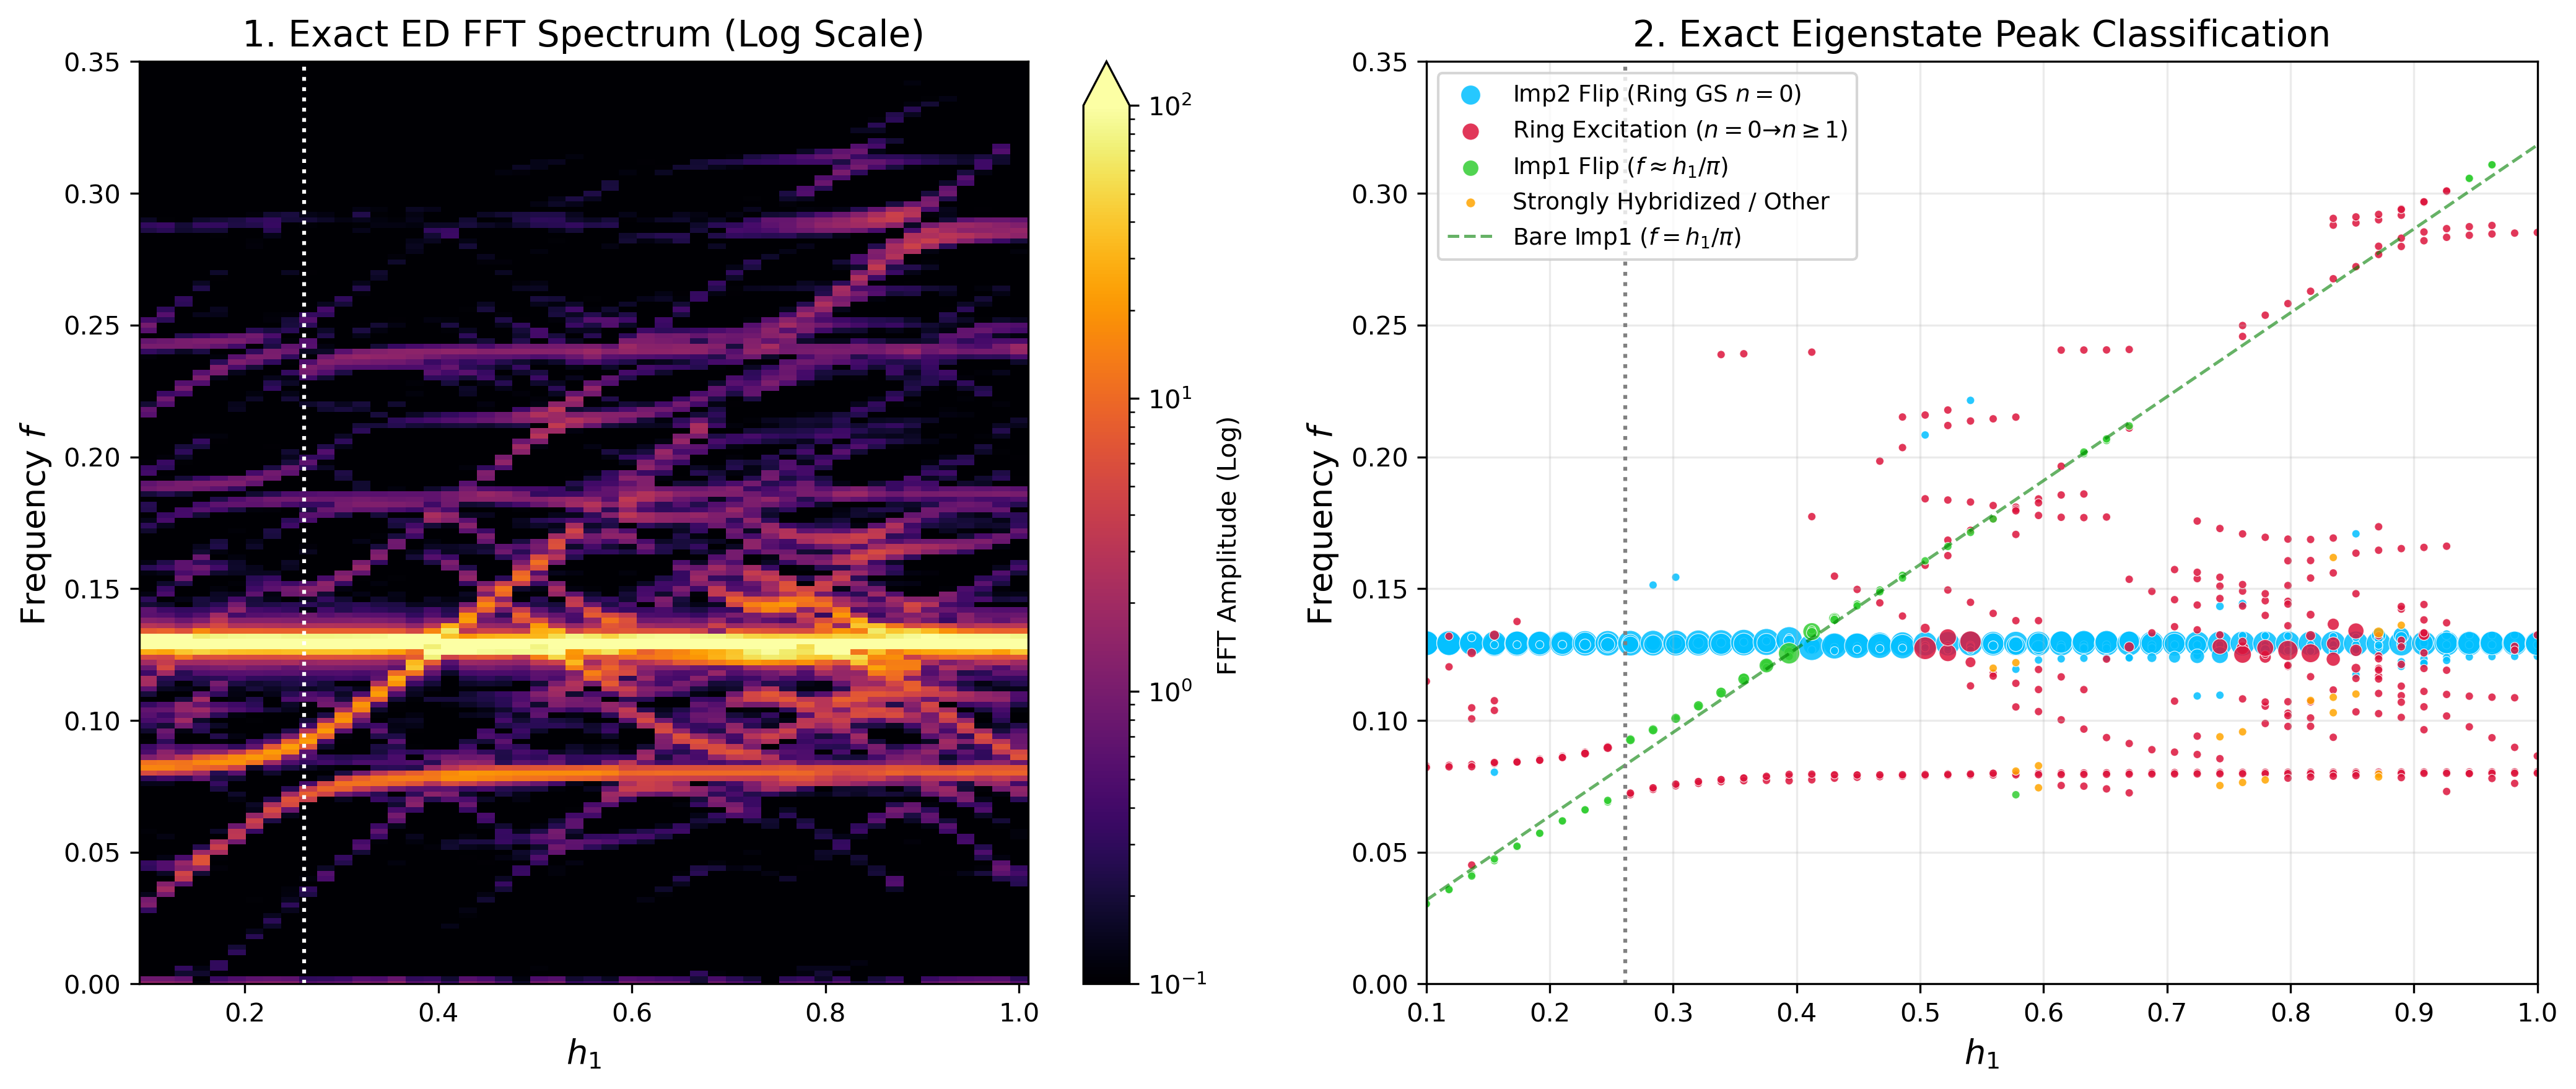 1. Exact ED FFT Spectrum (Log Scale)
Frequency f
0.35
0.30
0.25
0.20
0.15
0.10
0.05
0.00
0.2
0.4
0.6
0.8
1.0
h₁
10²
10¹
10⁰
10⁻¹
FFT Amplitude (Log)
2. Exact Eigenstate Peak Classification
Frequency f
0.35
0.30
0.25
0.20
0.15
0.10
0.05
0.00
Imp2 Flip (Ring GS n = 0)
Ring Excitation (n = 0→n ≥ 1)
Imp1 Flip (f ≈ h₁/π)
Strongly Hybridized / Other
Bare Imp1 (f = h₁/π)
0.1
0.2
0.3
0.4
0.5
0.6
0.7
0.8
0.9
1.0
h₁